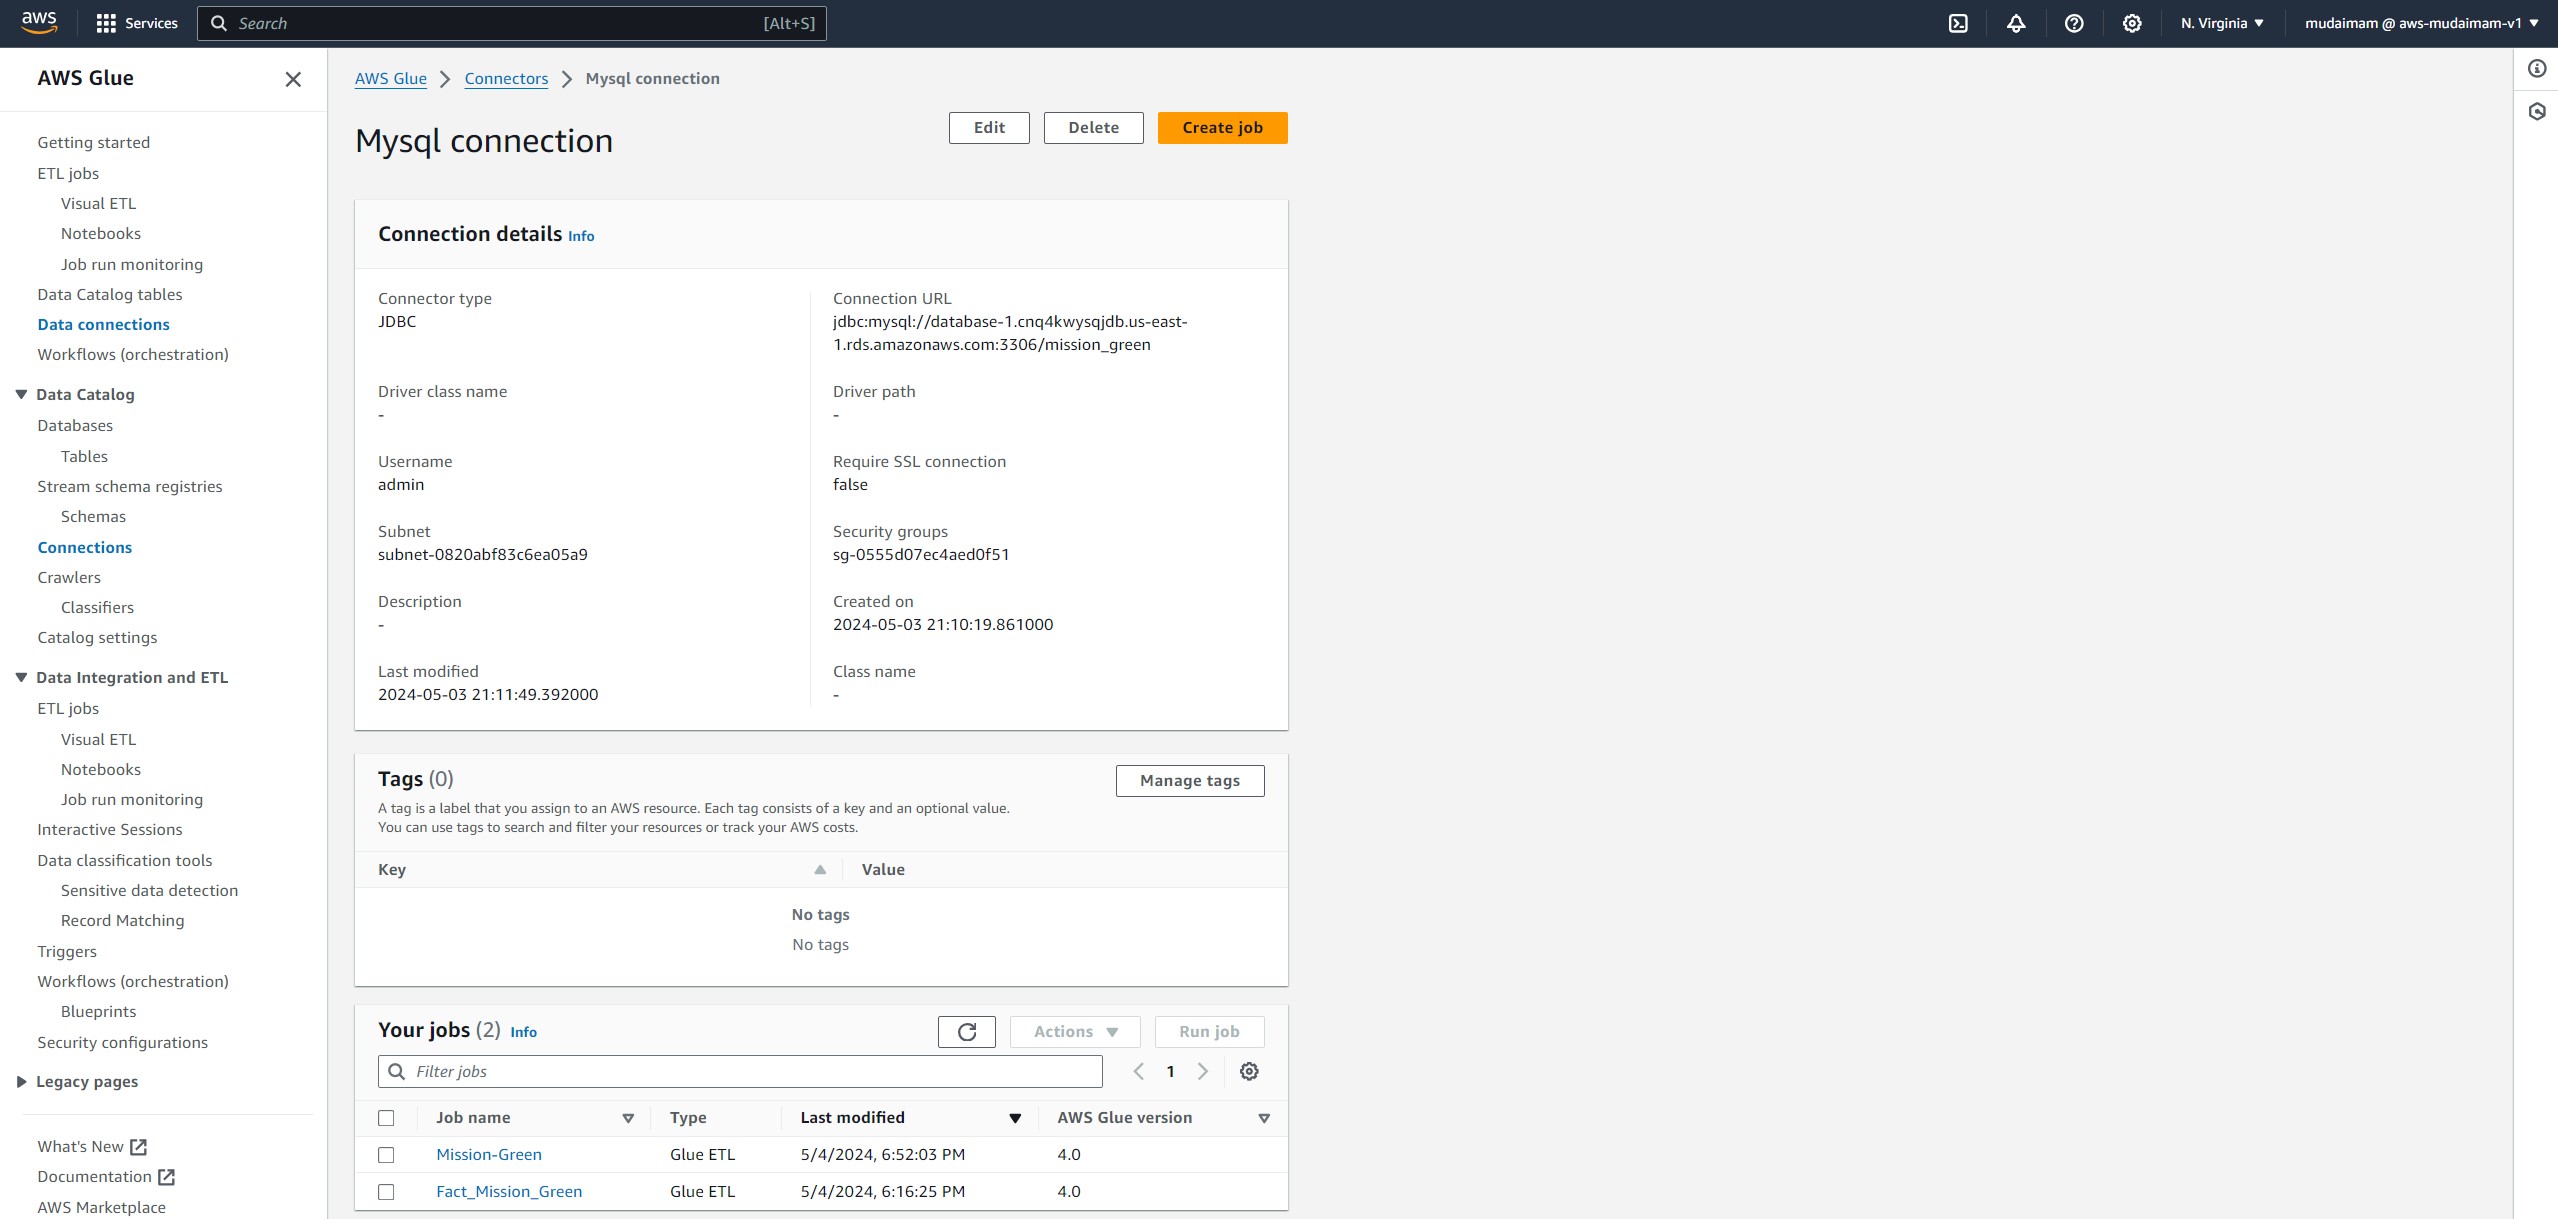 aws
Services
Search
[Alt+S]
N. Virginia
mudaimam @ aws-mudaimam-v1
AWS Glue
Getting started
ETL jobs
Visual ETL
Notebooks
Job run monitoring
Data Catalog tables
Data connections
Workflows (orchestration)
Data Catalog
Databases
Tables
Stream schema registries
Schemas
Connections
Crawlers
Classifiers
Catalog settings
Data Integration and ETL
ETL jobs
Visual ETL
Notebooks
Job run monitoring
Interactive Sessions
Data classification tools
Sensitive data detection
Record Matching
Triggers
Workflows (orchestration)
Blueprints
Security configurations
Legacy pages
What's New
Documentation
AWS Marketplace
AWS Glue > Connectors > Mysql connection
Mysql connection
Edit
Delete
Create job
Connection details Info
Connector type
JDBC
Connection URL
jdbc:mysql://database-1.cnq4kwysqjdb.us-east-
1.rds.amazonaws.com:3306/mission_green
Driver class name
-
Driver path
-
Username
admin
Require SSL connection
false
Subnet
subnet-0820abf83c6ea05a9
Security groups
sg-0555d07ec4aed0f51
Description
-
Created on
2024-05-03 21:10:19.861000
Last modified
2024-05-03 21:11:49.392000
Class name
-
Tags (0)
Manage tags
A tag is a label that you assign to an AWS resource. Each tag consists of a key and an optional value.
You can use tags to search and filter your resources or track your AWS costs.
Key
Value
No tags
No tags
Your jobs (2) Info
Actions
Run job
Filter jobs
1
Job name
Type
Last modified
AWS Glue version
Mission-Green
Glue ETL
5/4/2024, 6:52:03 PM
4.0
Fact_Mission_Green
Glue ETL
5/4/2024, 6:16:25 PM
4.0